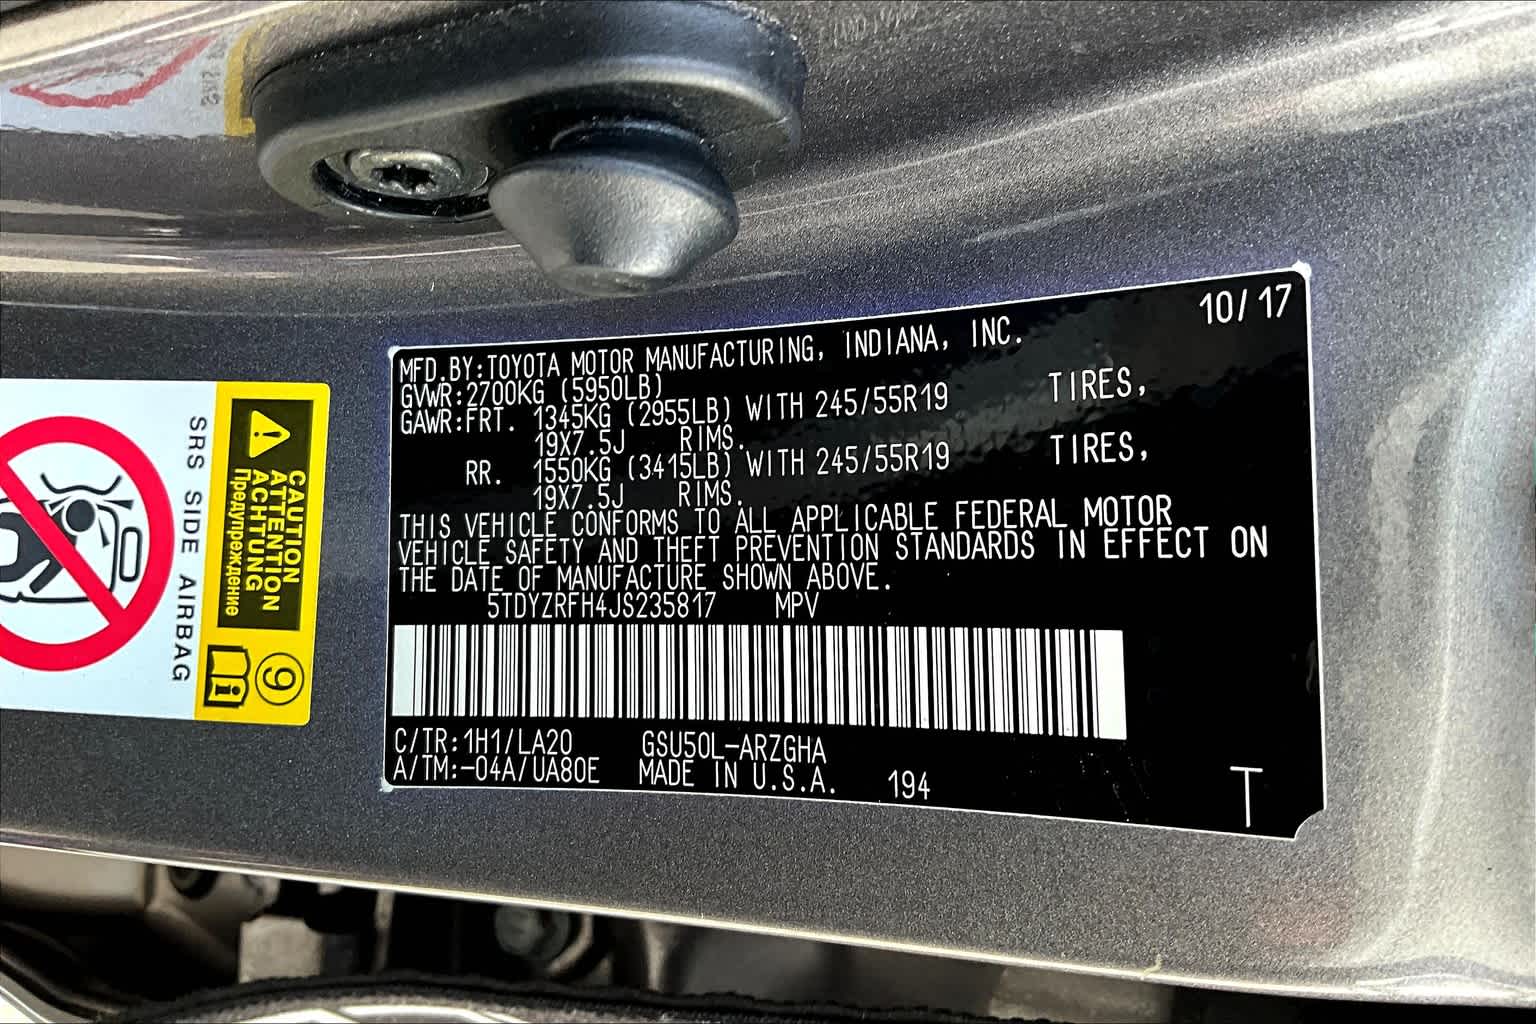 10/17
MFD.BY:TOYOTA MOTOR MANUFACTURING, INDIANA, INC.
GVWR:2700KG (5950LB)
GAWR:FRT. 1345KG (2955LB) WITH 245/55R19 TIRES,
19X7.5J RIMS.
RR. 1550KG (3415LB) WITH 245/55R19 TIRES,
19X7.5J RIMS.
THIS VEHICLE CONFORMS TO ALL APPLICABLE FEDERAL MOTOR
VEHICLE SAFETY AND THEFT PREVENTION STANDARDS IN EFFECT ON
THE DATE OF MANUFACTURE SHOWN ABOVE.
5TDYZRFH4JS235817 MPV
C/TR:1H1/LA20 GSU50L-ARZGHA
A/TM:-04A/UA80E MADE IN U.S.A. 194
T
CAUTION
ATTENTION
ACHTUNG
Предупреждение
SRS SIDE AIRBAG
9